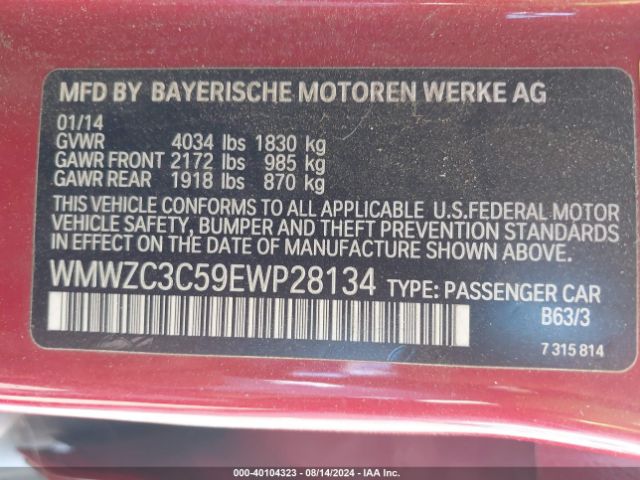 MFD BY BAYERISCHE MOTOREN WERKE AG
01/14
GVWR 4034 lbs 1830 kg
GAWR FRONT 2172 lbs 985 kg
GAWR REAR 1918 lbs 870 kg
THIS VEHICLE CONFORMS TO ALL APPLICABLE U.S.FEDERAL MOTOR
VEHICLE SAFETY, BUMPER AND THEFT PREVENTION STANDARDS
IN EFFECT ON THE DATE OF MANUFACTURE SHOWN ABOVE.
WMWZC3C59EWP28134 TYPE: PASSENGER CAR
B63/3
7 315 814
000-40104323 - 08/14/2024 - IAA Inc.